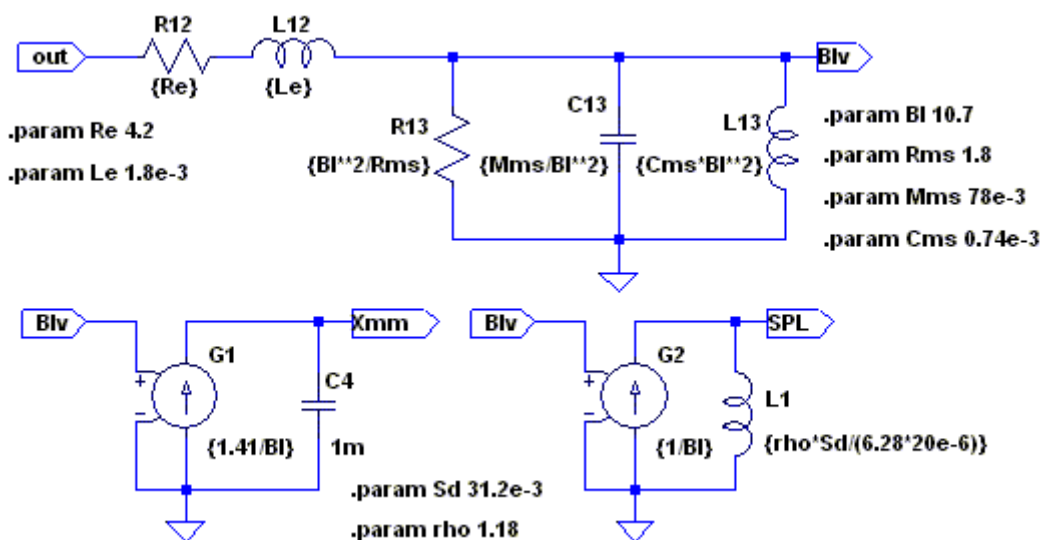 R12
L12
out
{Re}
{Le}
Blv
.param Re 4.2
.param Le 1.8e-3
R13
{Bl**2/Rms}
C13
{Mms/Bl**2}
L13
{Cms*Bl**2}
.param Bl 10.7
.param Rms 1.8
.param Mms 78e-3
.param Cms 0.74e-3
Blv
Xmm
G1
+
−
C4
{1.41/Bl}
1m
.param Sd 31.2e-3
.param rho 1.18
Blv
SPL
G2
+
−
L1
{1/Bl}
{rho*Sd/(6.28*20e-6)}